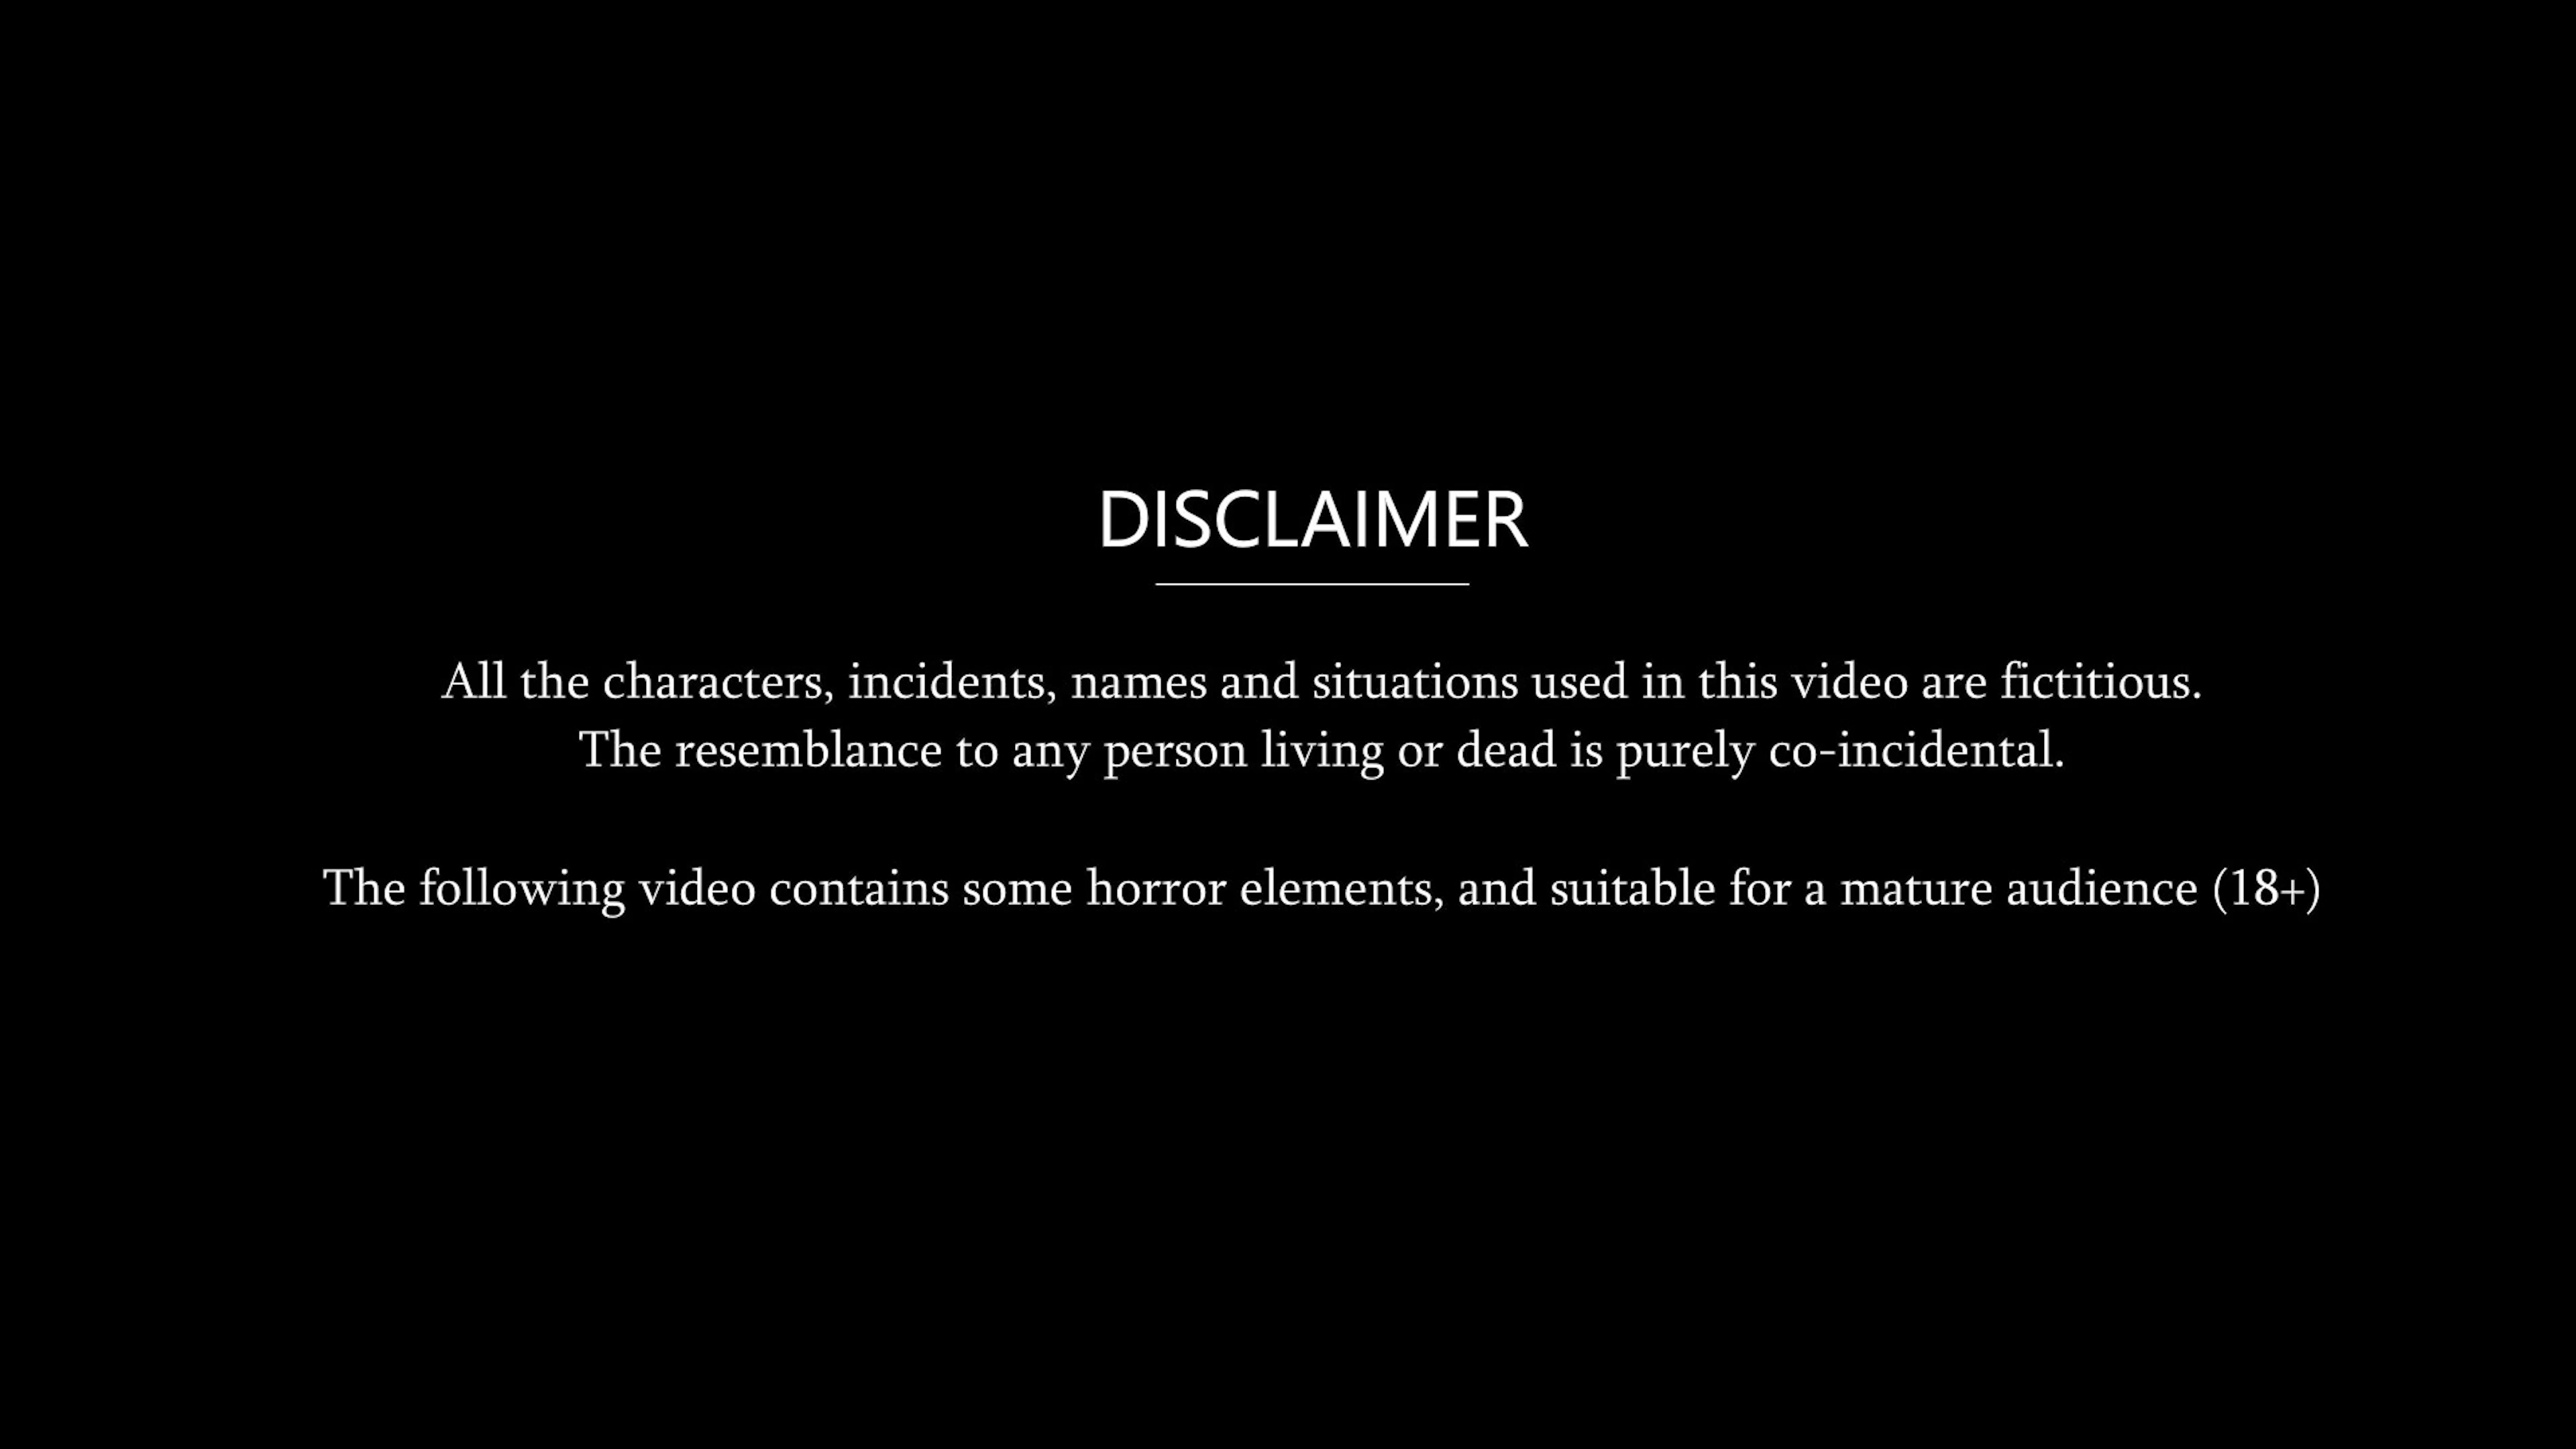 DISCLAIMER
All the characters, incidents, names and situations used in this video are fictitious.
The resemblance to any person living or dead is purely co-incidental.
The following video contains some horror elements, and suitable for a mature audience (18+)